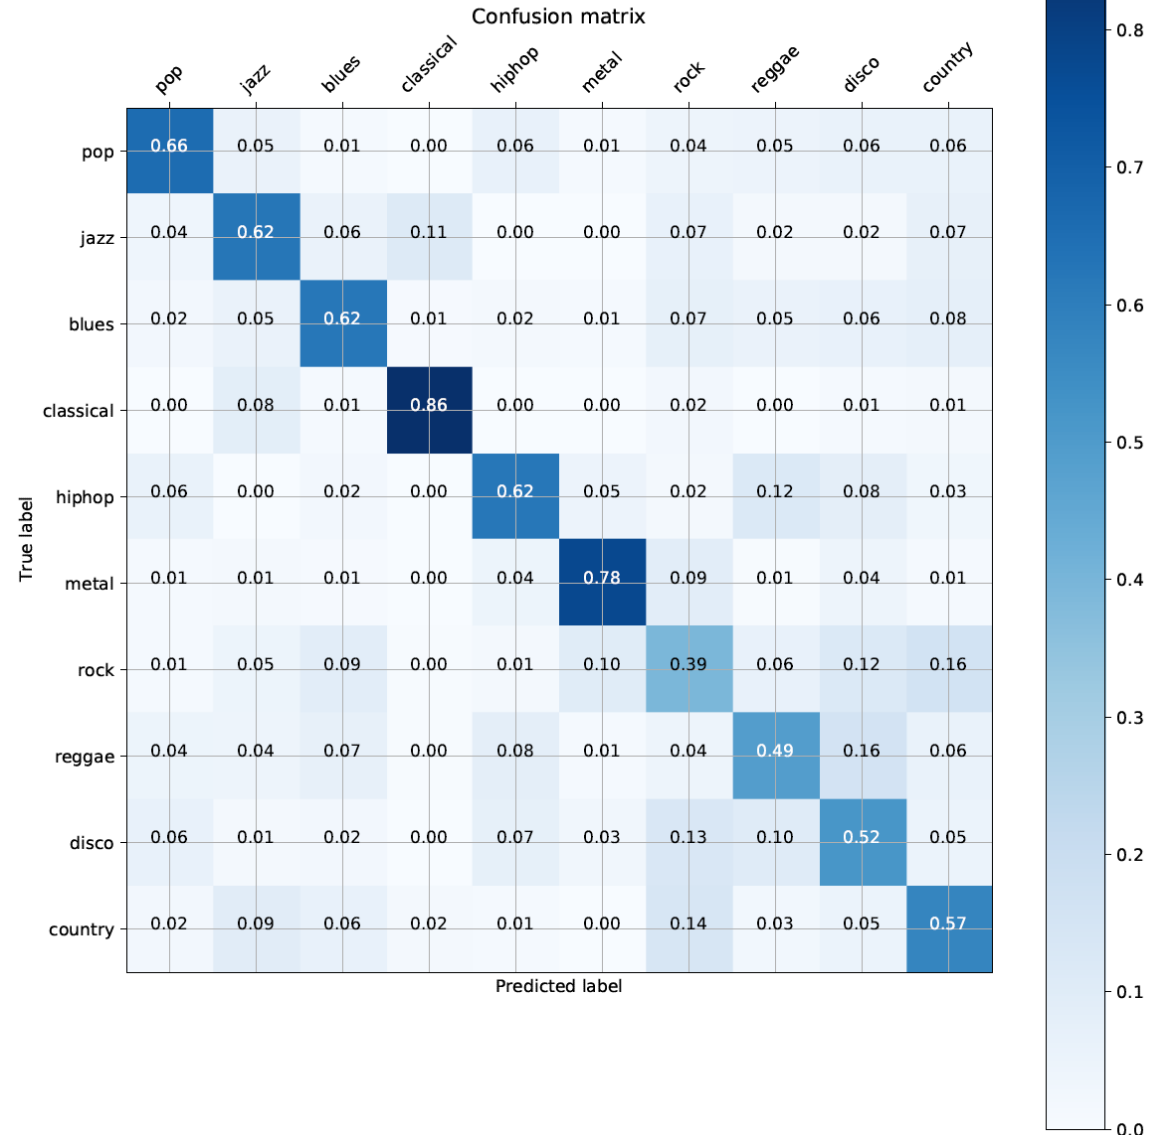 Confusion matrix
pop jazz blues classical hiphop metal rock reggae disco country
pop 0.66 0.05 0.01 0.00 0.06 0.01 0.04 0.05 0.06 0.06
jazz 0.04 0.62 0.06 0.11 0.00 0.00 0.07 0.02 0.02 0.07
blues 0.02 0.05 0.62 0.01 0.02 0.01 0.07 0.05 0.06 0.08
classical 0.00 0.08 0.01 0.86 0.00 0.00 0.02 0.00 0.01 0.01
hiphop 0.06 0.00 0.02 0.00 0.62 0.05 0.02 0.12 0.08 0.03
metal 0.01 0.01 0.01 0.00 0.04 0.78 0.09 0.01 0.04 0.01
rock 0.01 0.05 0.09 0.00 0.01 0.10 0.39 0.06 0.12 0.16
reggae 0.04 0.04 0.07 0.00 0.08 0.01 0.04 0.49 0.16 0.06
disco 0.06 0.01 0.02 0.00 0.07 0.03 0.13 0.10 0.52 0.05
country 0.02 0.09 0.06 0.02 0.01 0.00 0.14 0.03 0.05 0.57
True label
Predicted label
0.8
0.7
0.6
0.5
0.4
0.3
0.2
0.1
0.0